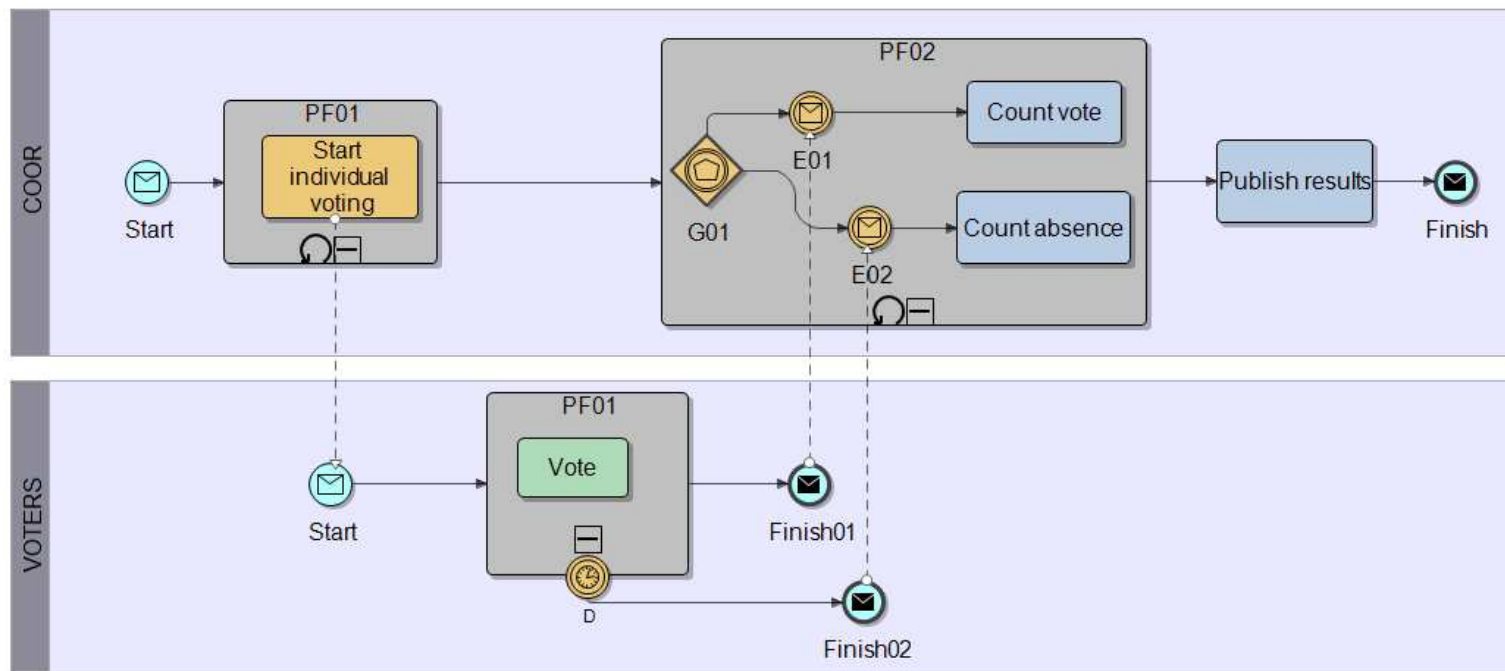 COOR
Start
PF01
Start
individual
voting
PF02
G01
E01
Count vote
E02
Count absence
Publish results
Finish
VOTERS
Start
PF01
Vote
D
Finish01
Finish02